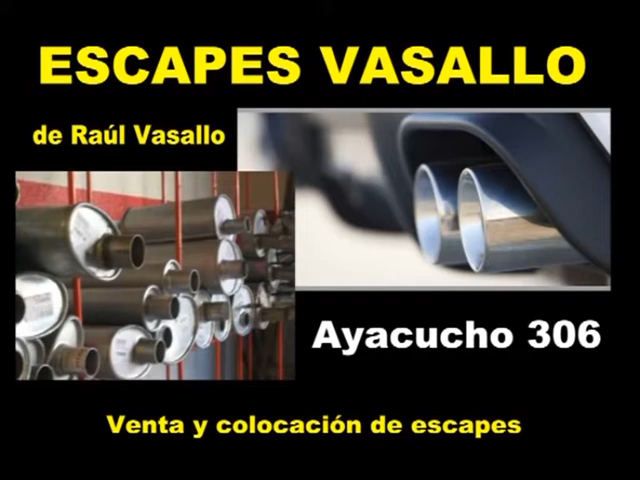 ESCAPES VASALLO
de Raúl Vasallo
Ayacucho 306
Venta y colocación de escapes